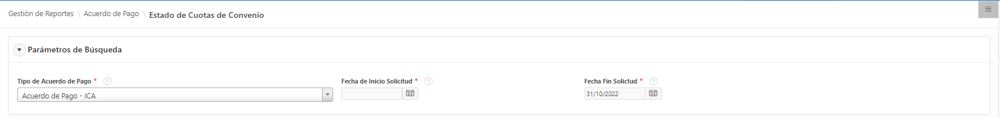 Gestión de Reportes \ Acuerdo de Pago \ Estado de Cuotas de Convenio
Parámetros de Búsqueda
Tipo de Acuerdo de Pago * ? Fecha de Inicio Solicitud * ? Fecha Fin Solictud * ?
Acuerdo de Pago - ICA 31/10/2022